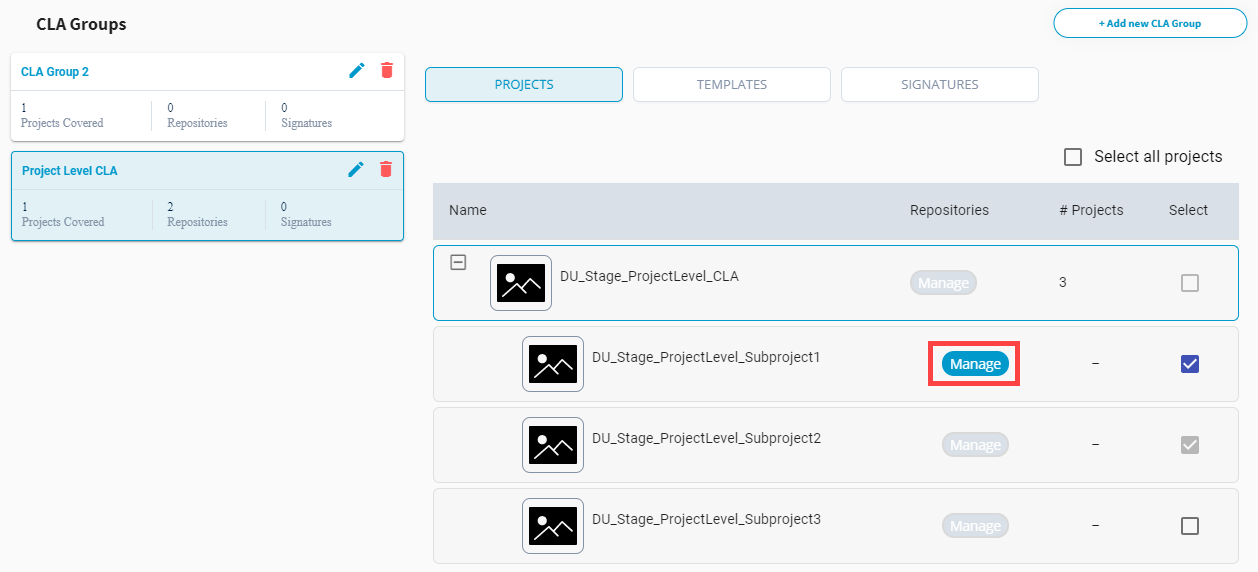 CLA Groups
+ Add new CLA Group
CLA Group 2
1 0 0
Projects Covered Repositories Signatures
Project Level CLA
1 2 0
Projects Covered Repositories Signatures
PROJECTS TEMPLATES SIGNATURES
Select all projects
Name Repositories # Projects Select
DU_Stage_ProjectLevel_CLA Manage 3
DU_Stage_ProjectLevel_Subproject1 Manage –
DU_Stage_ProjectLevel_Subproject2 Manage –
DU_Stage_ProjectLevel_Subproject3 Manage –